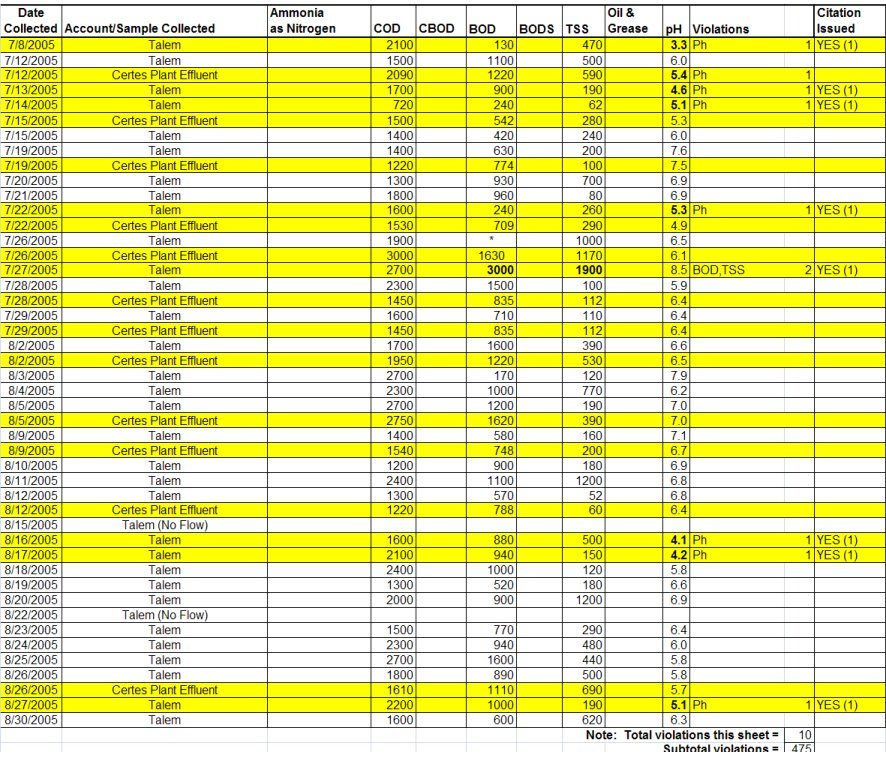 Date Ammonia Oil & Citation
Collected Account/Sample Collected as Nitrogen COD CBOD BOD BODS TSS Grease pH Violations Issued
7/8/2005 Talem 2100 130 470 3.3 Ph 1 YES (1)
7/12/2005 Talem 1500 1100 500 6.0
7/12/2005 Certes Plant Effluent 2090 1220 590 5.4 Ph 1
7/13/2005 Talem 1700 900 190 4.6 Ph 1 YES (1)
7/14/2005 Talem 720 240 62 5.1 Ph 1 YES (1)
7/15/2005 Certes Plant Effluent 1500 542 280 5.3
7/15/2005 Talem 1400 420 240 6.0
7/19/2005 Talem 1400 630 200 7.6
7/19/2005 Certes Plant Effluent 1220 774 100 7.5
7/20/2005 Talem 1300 930 700 6.9
7/21/2005 Talem 1800 960 80 6.9
7/22/2005 Talem 1600 240 260 5.3 Ph 1 YES (1)
7/22/2005 Certes Plant Effluent 1530 709 290 4.9
7/26/2005 Talem 1900 * 1000 6.5
7/26/2005 Certes Plant Effluent 3000 1630 1170 6.1
7/27/2005 Talem 2700 3000 1900 8.5 BOD,TSS 2 YES (1)
7/28/2005 Talem 2300 1500 100 5.9
7/28/2005 Certes Plant Effluent 1450 835 112 6.4
7/29/2005 Talem 1600 710 110 6.4
7/29/2005 Certes Plant Effluent 1450 835 112 6.4
8/2/2005 Talem 1700 1600 390 6.6
8/2/2005 Certes Plant Effluent 1950 1220 530 6.5
8/3/2005 Talem 2700 170 120 7.9
8/4/2005 Talem 2300 1000 770 6.2
8/5/2005 Talem 2700 1200 190 7.0
8/5/2005 Certes Plant Effluent 2750 1620 390 7.0
8/9/2005 Talem 1400 580 160 7.1
8/9/2005 Certes Plant Effluent 1540 748 200 6.7
8/10/2005 Talem 1200 900 180 6.9
8/11/2005 Talem 2400 1100 1200 6.8
8/12/2005 Talem 1300 570 52 6.8
8/12/2005 Certes Plant Effluent 1220 788 60 6.4
8/15/2005 Talem (No Flow)
8/16/2005 Talem 1600 880 500 4.1 Ph 1 YES (1)
8/17/2005 Talem 2100 940 150 4.2 Ph 1 YES (1)
8/18/2005 Talem 2400 1000 120 5.8
8/19/2005 Talem 1300 520 180 6.6
8/20/2005 Talem 2000 900 1200 6.9
8/22/2005 Talem (No Flow)
8/23/2005 Talem 1500 770 290 6.4
8/24/2005 Talem 2300 940 480 6.0
8/25/2005 Talem 2700 1600 440 5.8
8/26/2005 Talem 1800 890 500 5.8
8/26/2005 Certes Plant Effluent 1610 1110 690 5.7
8/27/2005 Talem 2200 1000 190 5.1 Ph 1 YES (1)
8/30/2005 Talem 1600 600 620 6.3
Note: Total violations this sheet = 10
Subtotal violations = 475